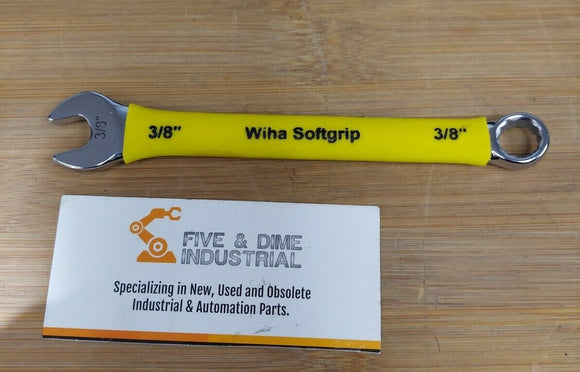 3/8"
3/8" Wiha Softgrip 3/8"
FIVE & DIME
INDUSTRIAL
Specializing in New, Used and Obsolete
Industrial & Automation Parts.